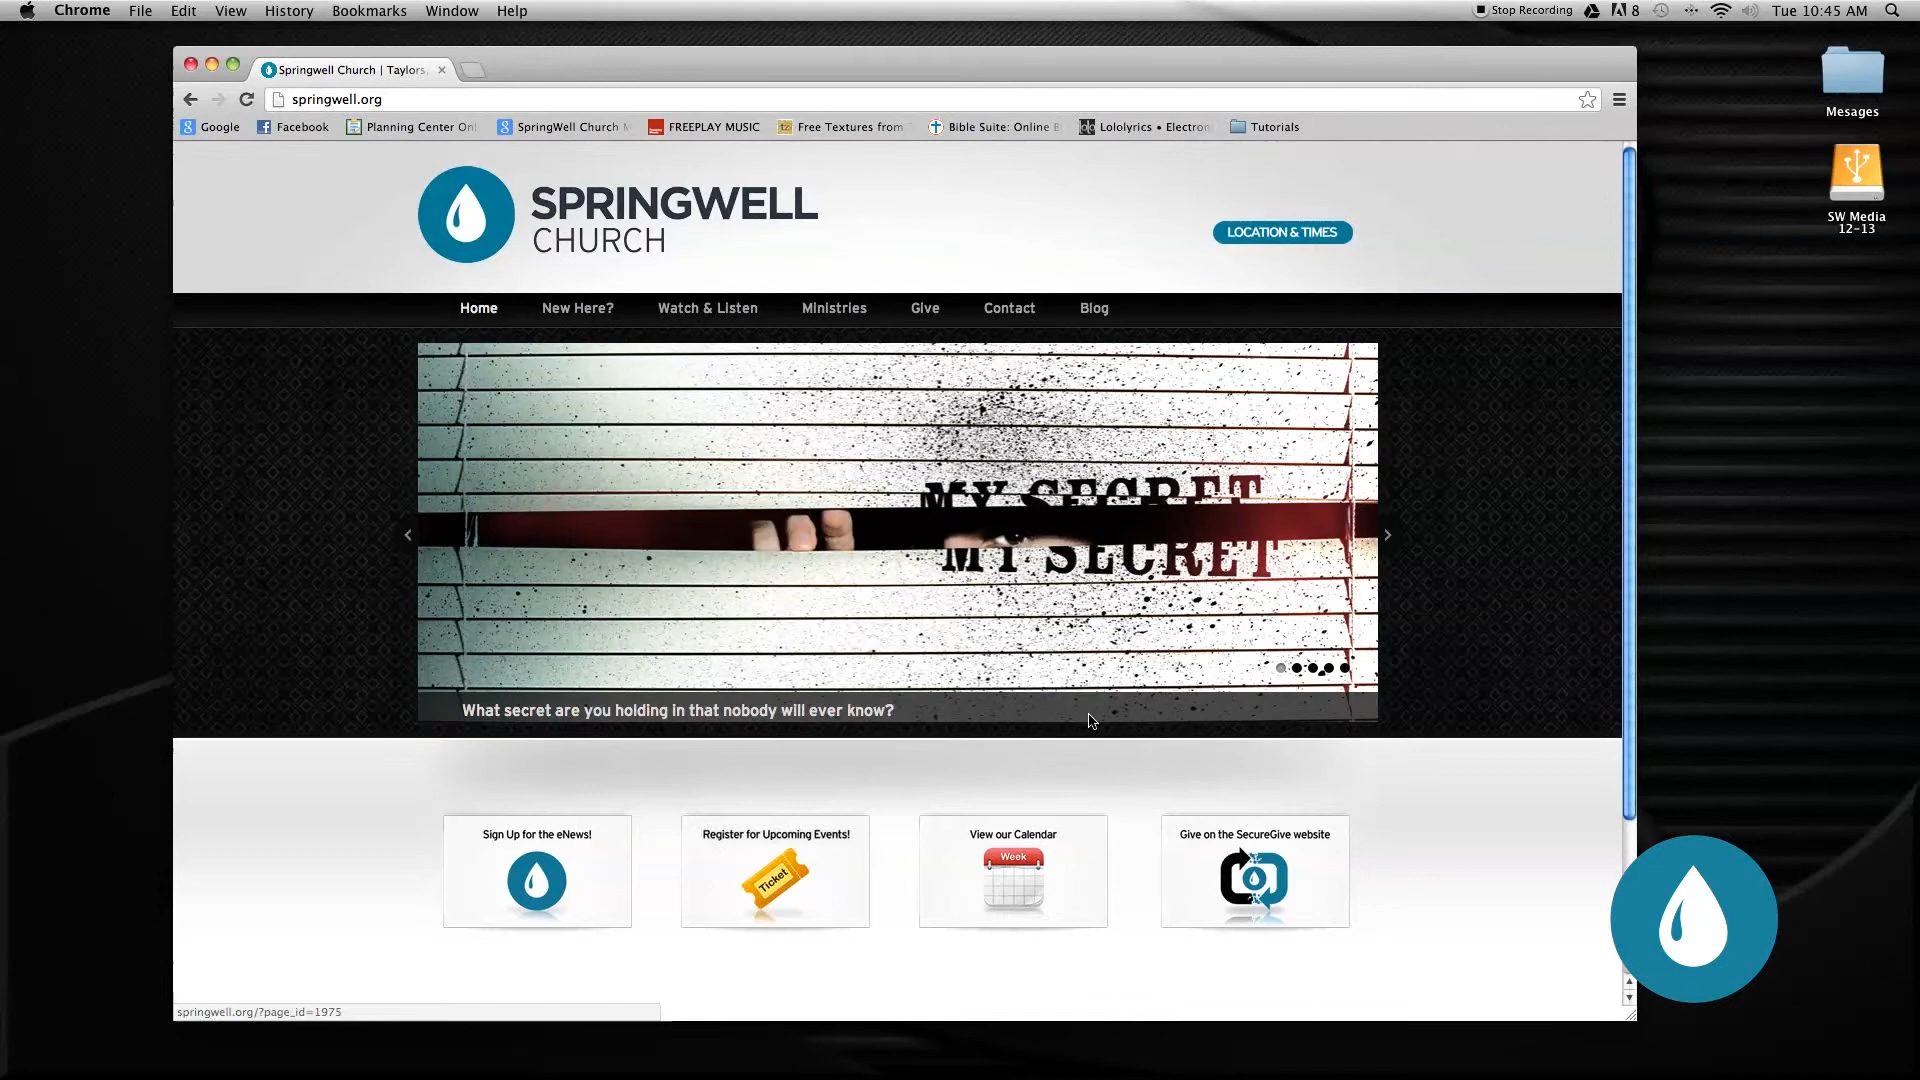 Chrome File Edit View History Bookmarks Window Help
Stop Recording 8 Tue 10:45 AM
Springwell Church | Taylors,
springwell.org
Google Facebook Planning Center Onl SpringWell Church M FREEPLAY MUSIC Free Textures from Bible Suite: Online B Lololyrics • Electron Tutorials
Mesages
SW Media
12-13
SPRINGWELL
CHURCH
LOCATION & TIMES
Home New Here? Watch & Listen Ministries Give Contact Blog
MY SECRET
MY SECRET
What secret are you holding in that nobody will ever know?
Sign Up for the eNews! Register for Upcoming Events! View our Calendar Give on the SecureGive website
Ticket
Week
springwell.org/?page_id=1975